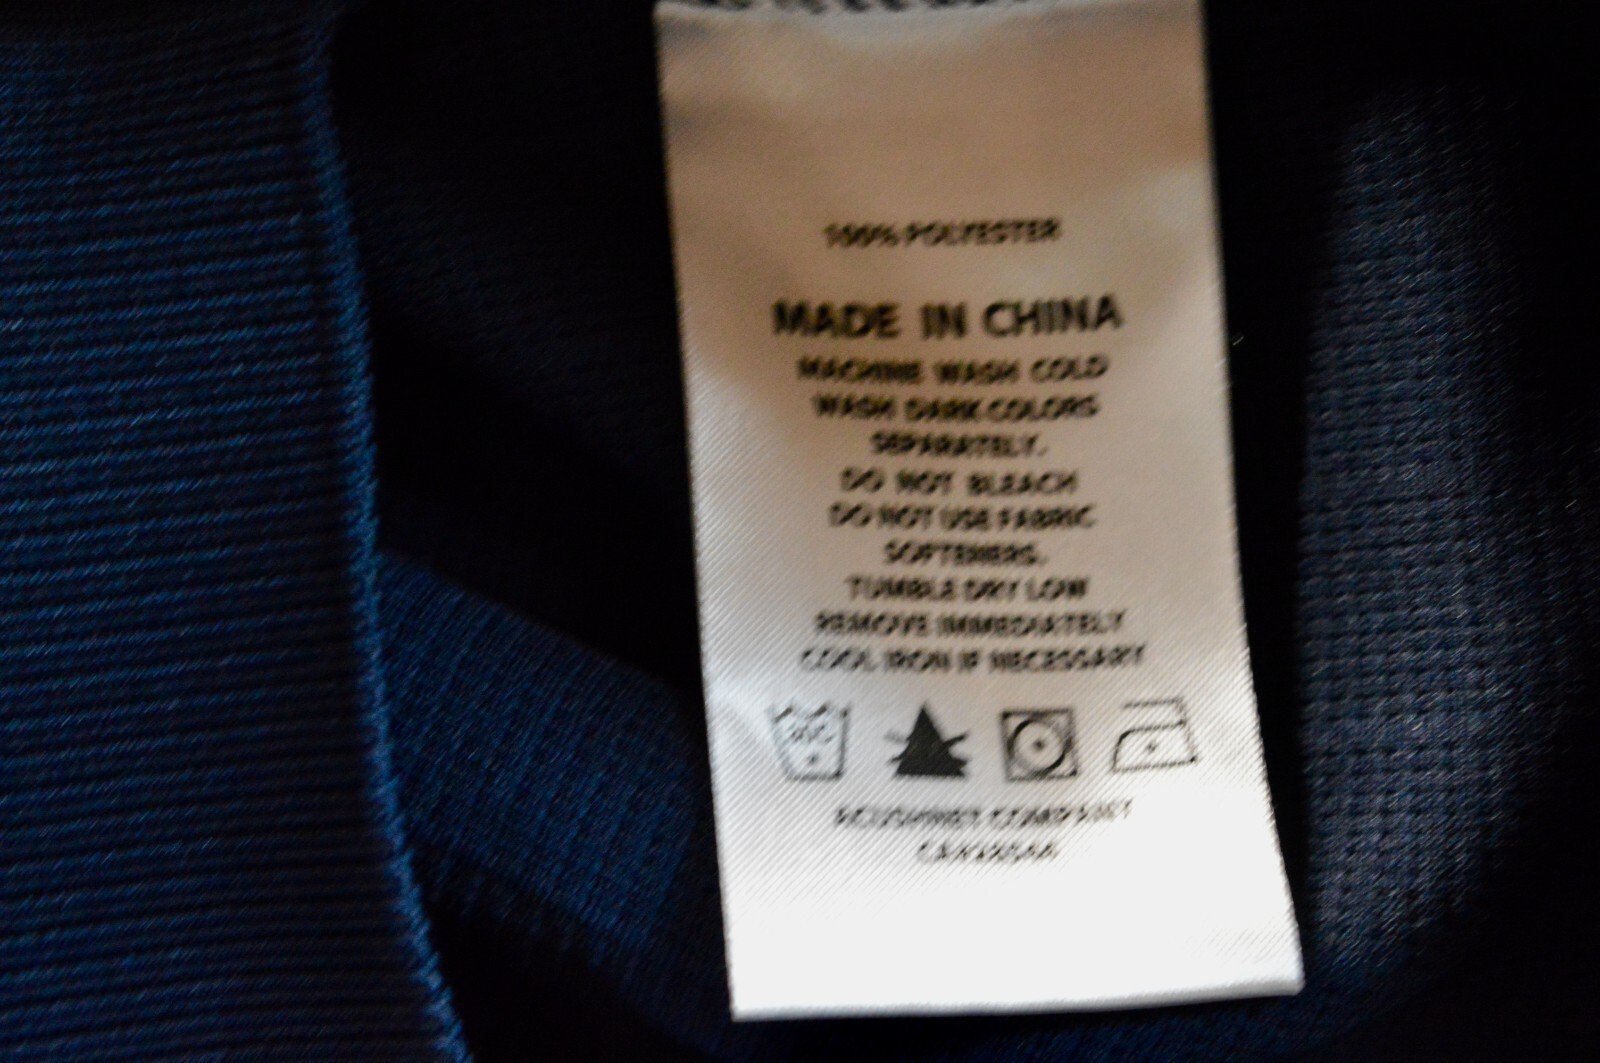 100% POLYESTER
MADE IN CHINA
MACHINE WASH COLD
WASH DARK COLORS
SEPARATELY.
DO NOT BLEACH
DO NOT USE FABRIC
SOFTENERS.
TUMBLE DRY LOW
REMOVE IMMEDIATELY
COOL IRON IF NECESSARY
ACUSHNET COMPANY